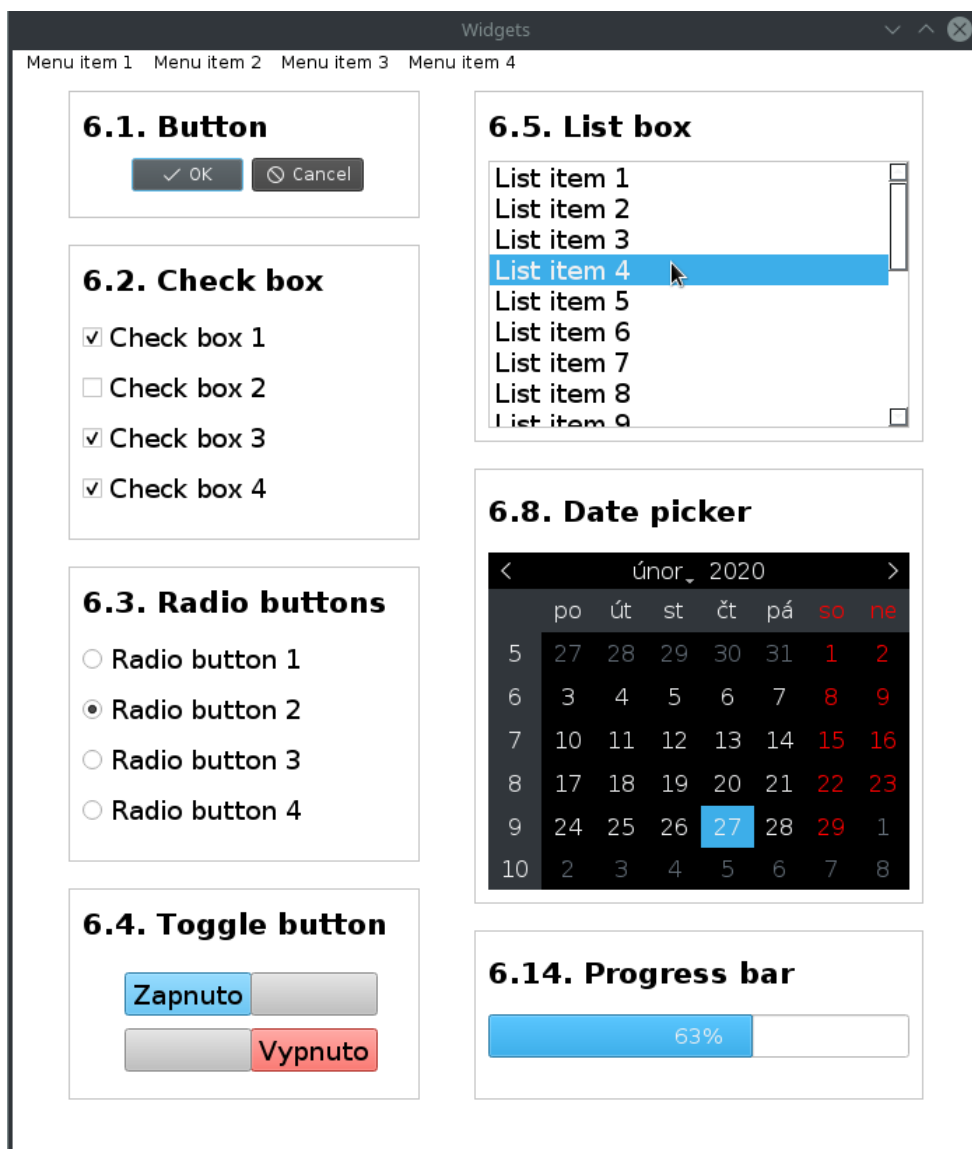 Widgets
Menu item 1 Menu item 2 Menu item 3 Menu item 4
6.1. Button
OK Cancel
6.2. Check box
Check box 1
Check box 2
Check box 3
Check box 4
6.3. Radio buttons
Radio button 1
Radio button 2
Radio button 3
Radio button 4
6.4. Toggle button
Zapnuto
Vypnuto
6.5. List box
List item 1
List item 2
List item 3
List item 4
List item 5
List item 6
List item 7
List item 8
List item 9
6.8. Date picker
únor 2020
po út st čt pá so ne
5 27 28 29 30 31 1 2
6 3 4 5 6 7 8 9
7 10 11 12 13 14 15 16
8 17 18 19 20 21 22 23
9 24 25 26 27 28 29 1
10 2 3 4 5 6 7 8
6.14. Progress bar
63%